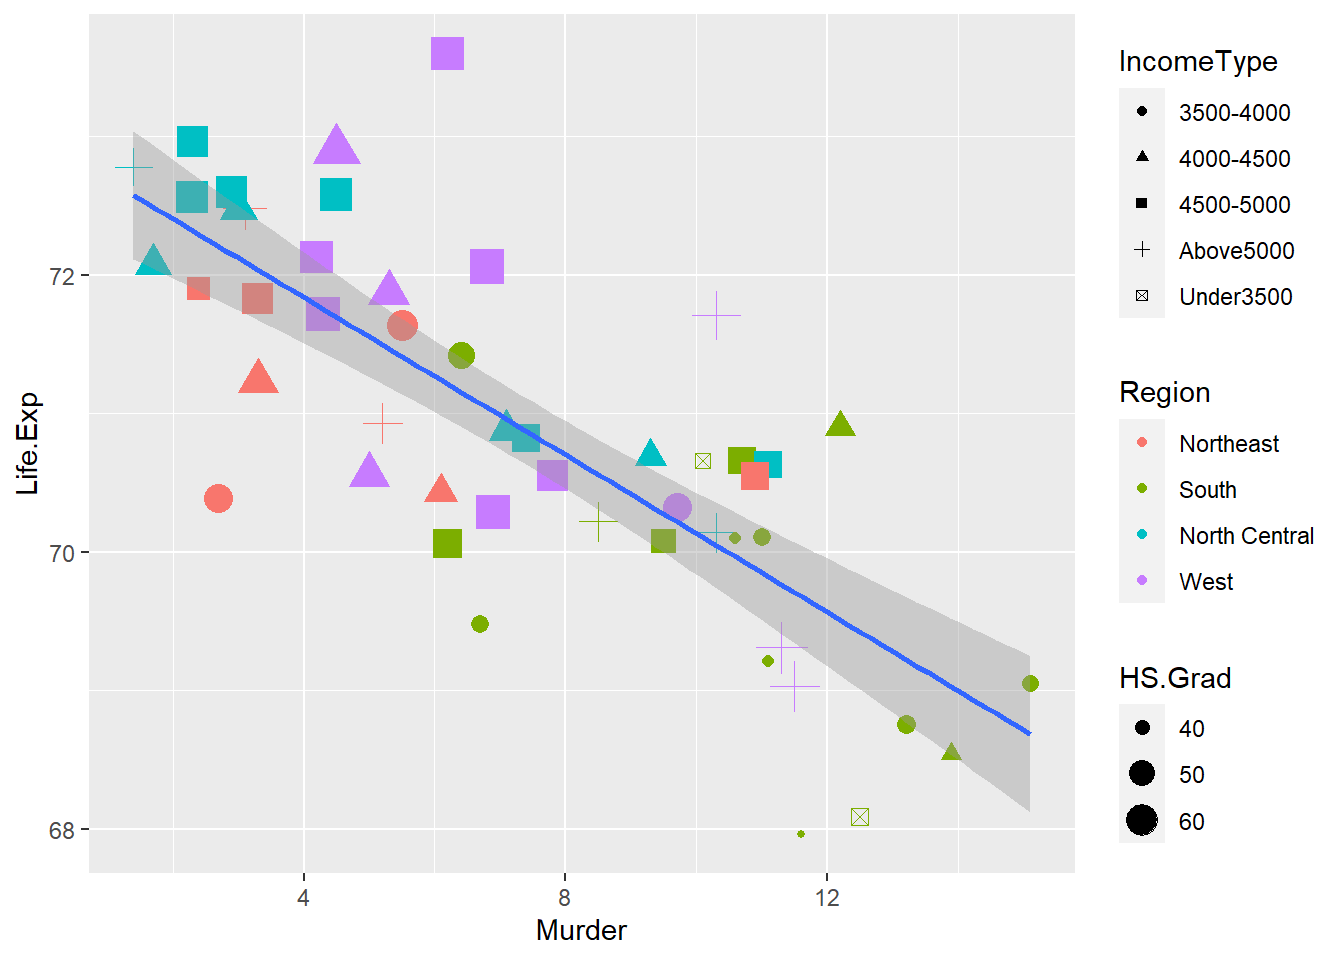 IncomeType
3500-4000
4000-4500
4500-5000
Above5000
Under3500
Region
Northeast
South
North Central
West
HS.Grad
40
50
60
Life.Exp
72
70
68
4 8 12
Murder